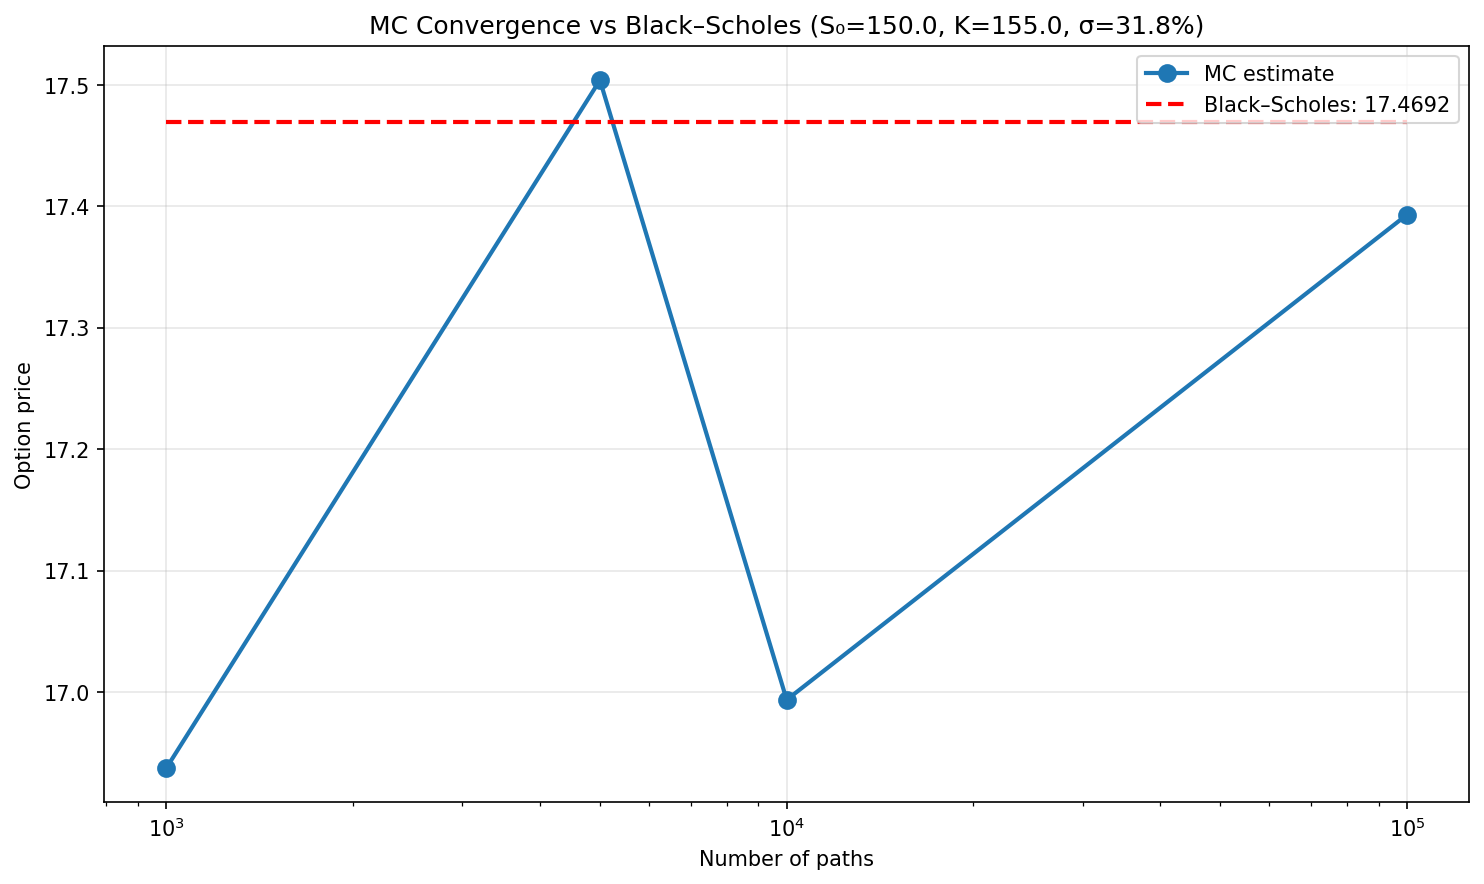 MC Convergence vs Black–Scholes (S₀=150.0, K=155.0, σ=31.8%)
MC estimate
Black–Scholes: 17.4692
Option price
17.5
17.4
17.3
17.2
17.1
17.0
10³
10⁴
10⁵
Number of paths